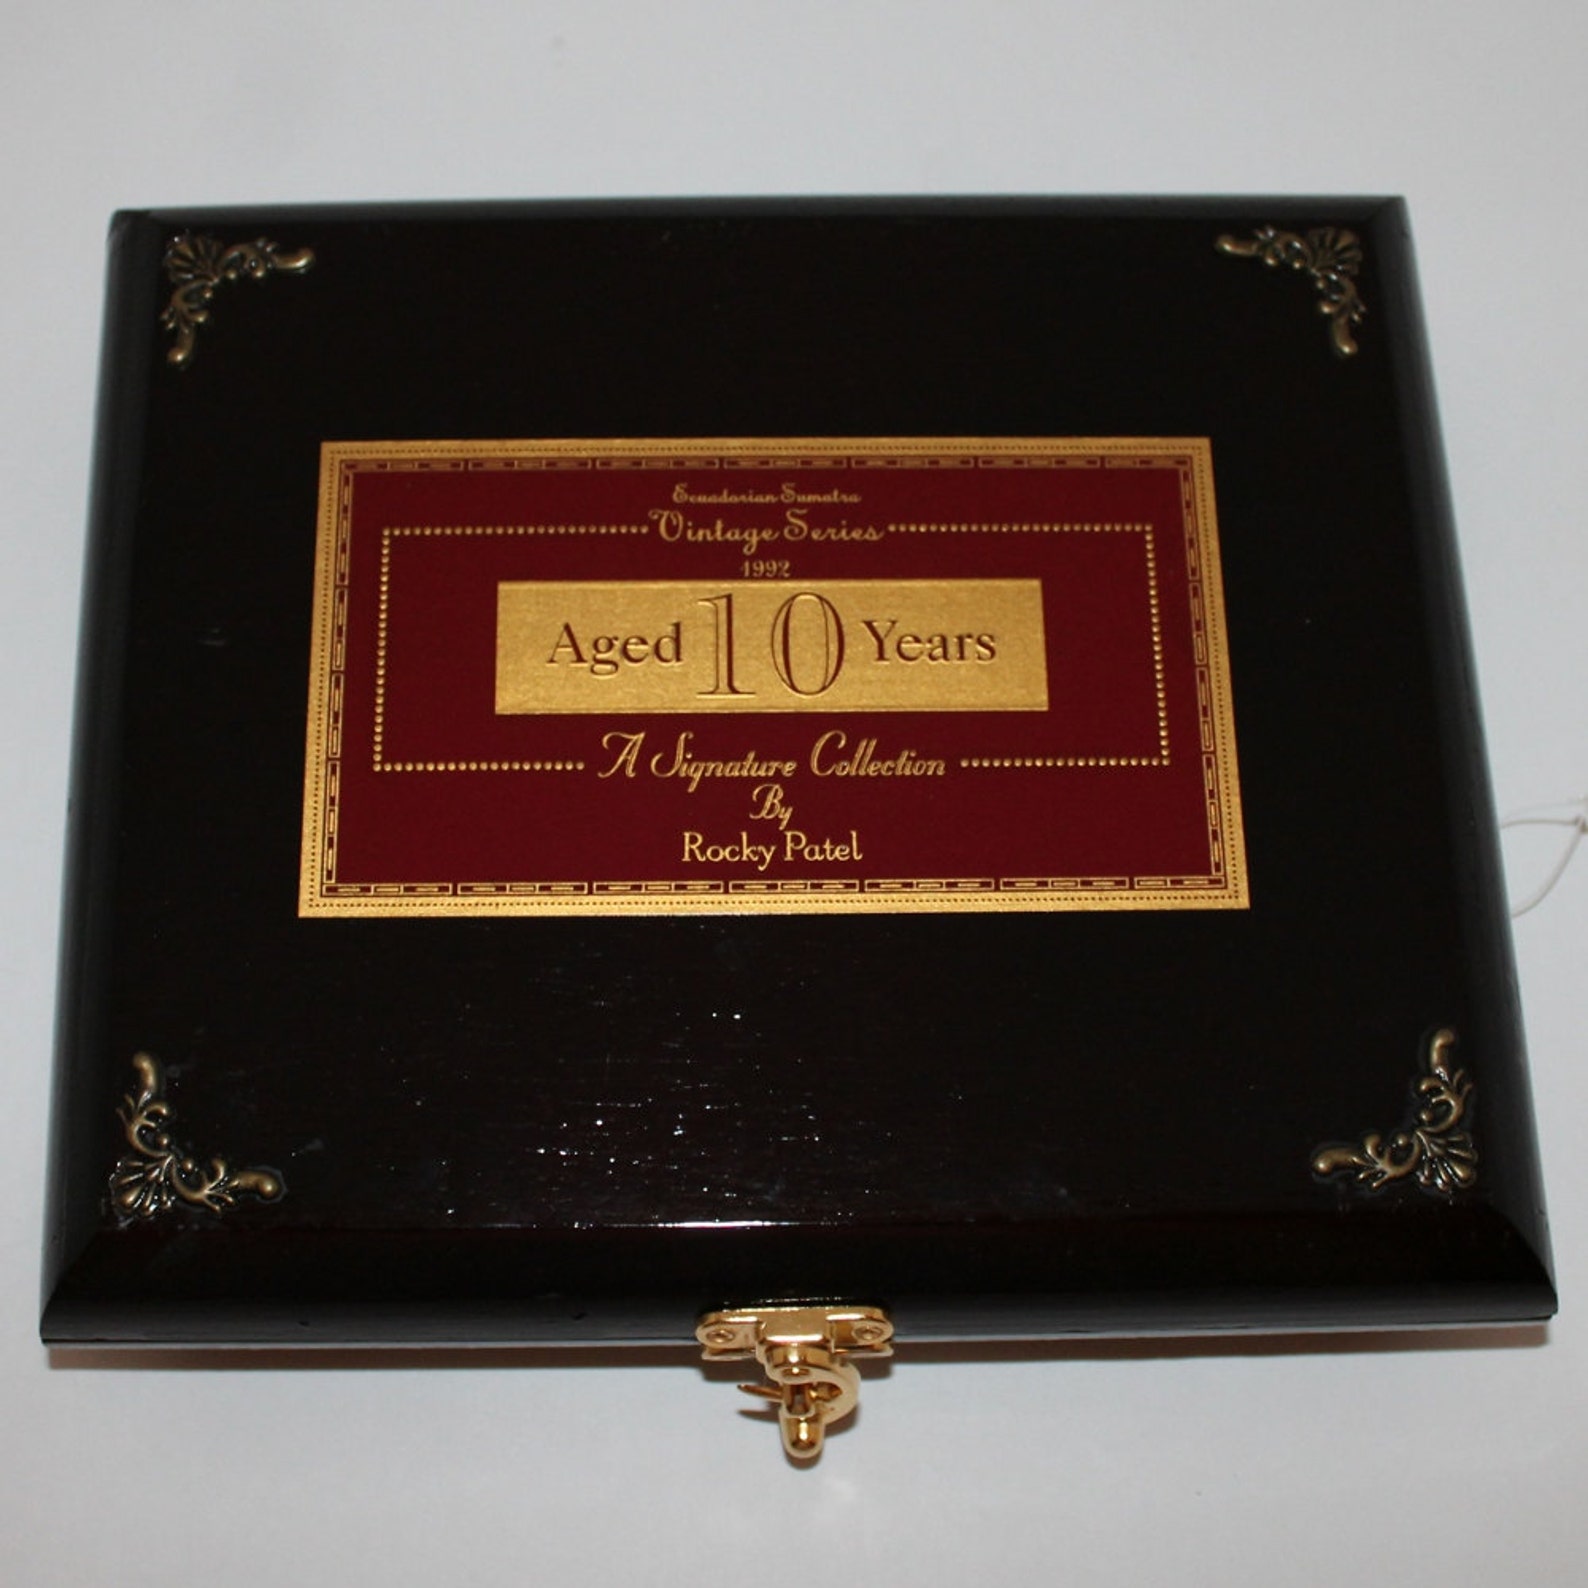 Ecuadorian Sumatra
Vintage Series
1992
Aged 10 Years
A Signature Collection
By
Rocky Patel